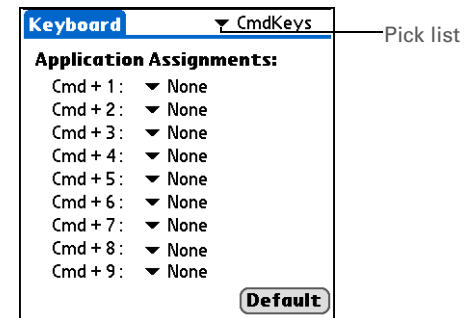 Keyboard CmdKeys
Pick list
Application Assignments:
Cmd + 1: None
Cmd + 2: None
Cmd + 3: None
Cmd + 4: None
Cmd + 5: None
Cmd + 6: None
Cmd + 7: None
Cmd + 8: None
Cmd + 9: None
Default